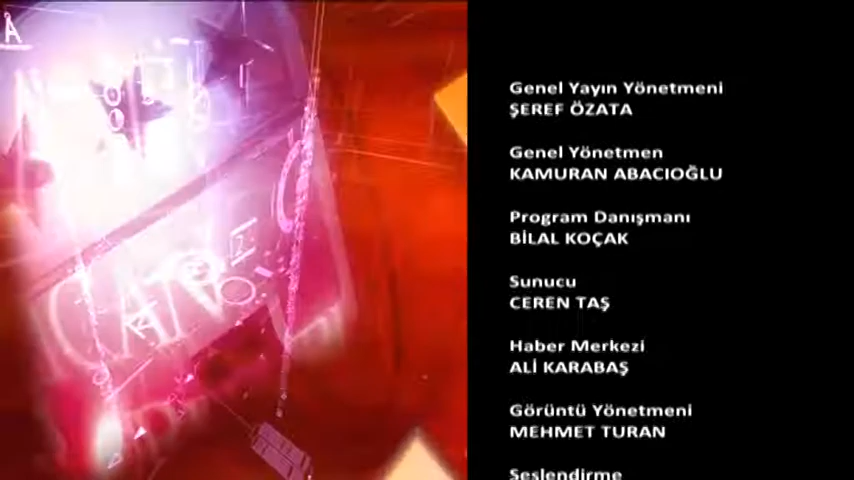 A
CAN
Genel Yayın Yönetmeni
ŞEREF ÖZATA
Genel Yönetmen
KAMURAN ABACIOĞLU
Program Danışmanı
BİLAL KOÇAK
Sunucu
CEREN TAŞ
Haber Merkezi
ALİ KARABAŞ
Görüntü Yönetmeni
MEHMET TURAN
Seslendirme